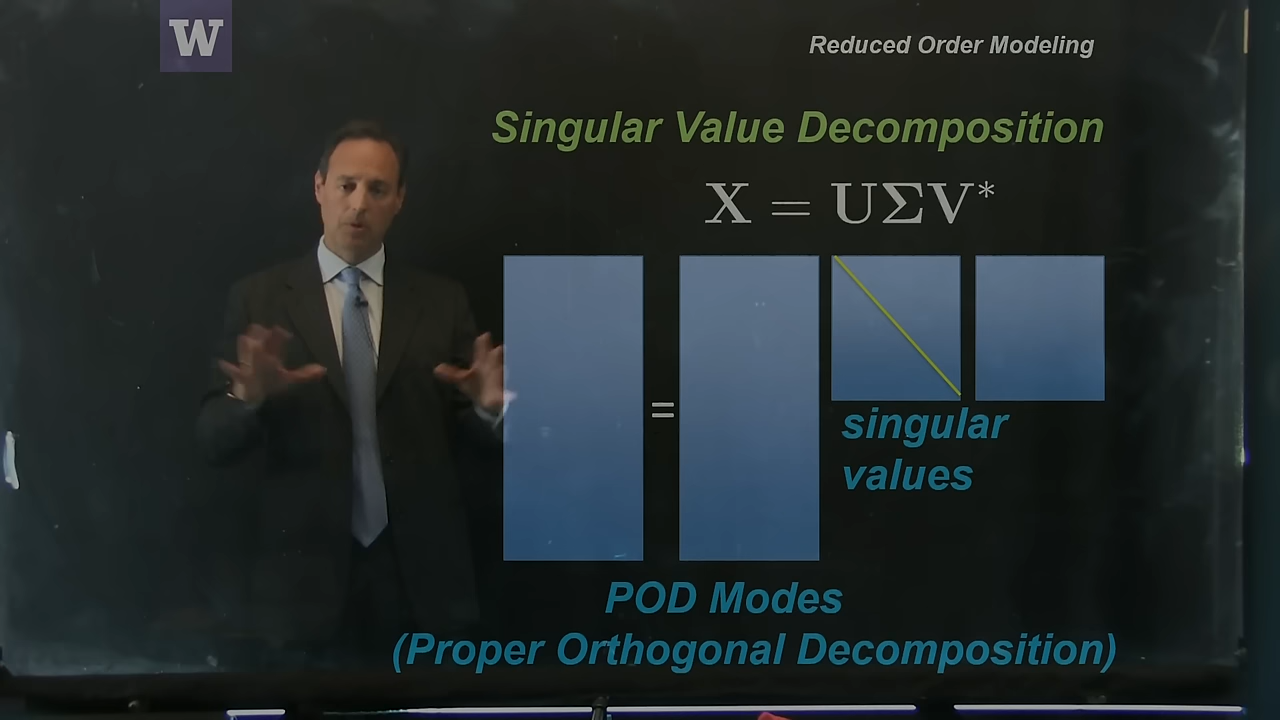 W
Reduced Order Modeling
Singular Value Decomposition
X = UΣV*
=
singular
values
POD Modes
(Proper Orthogonal Decomposition)